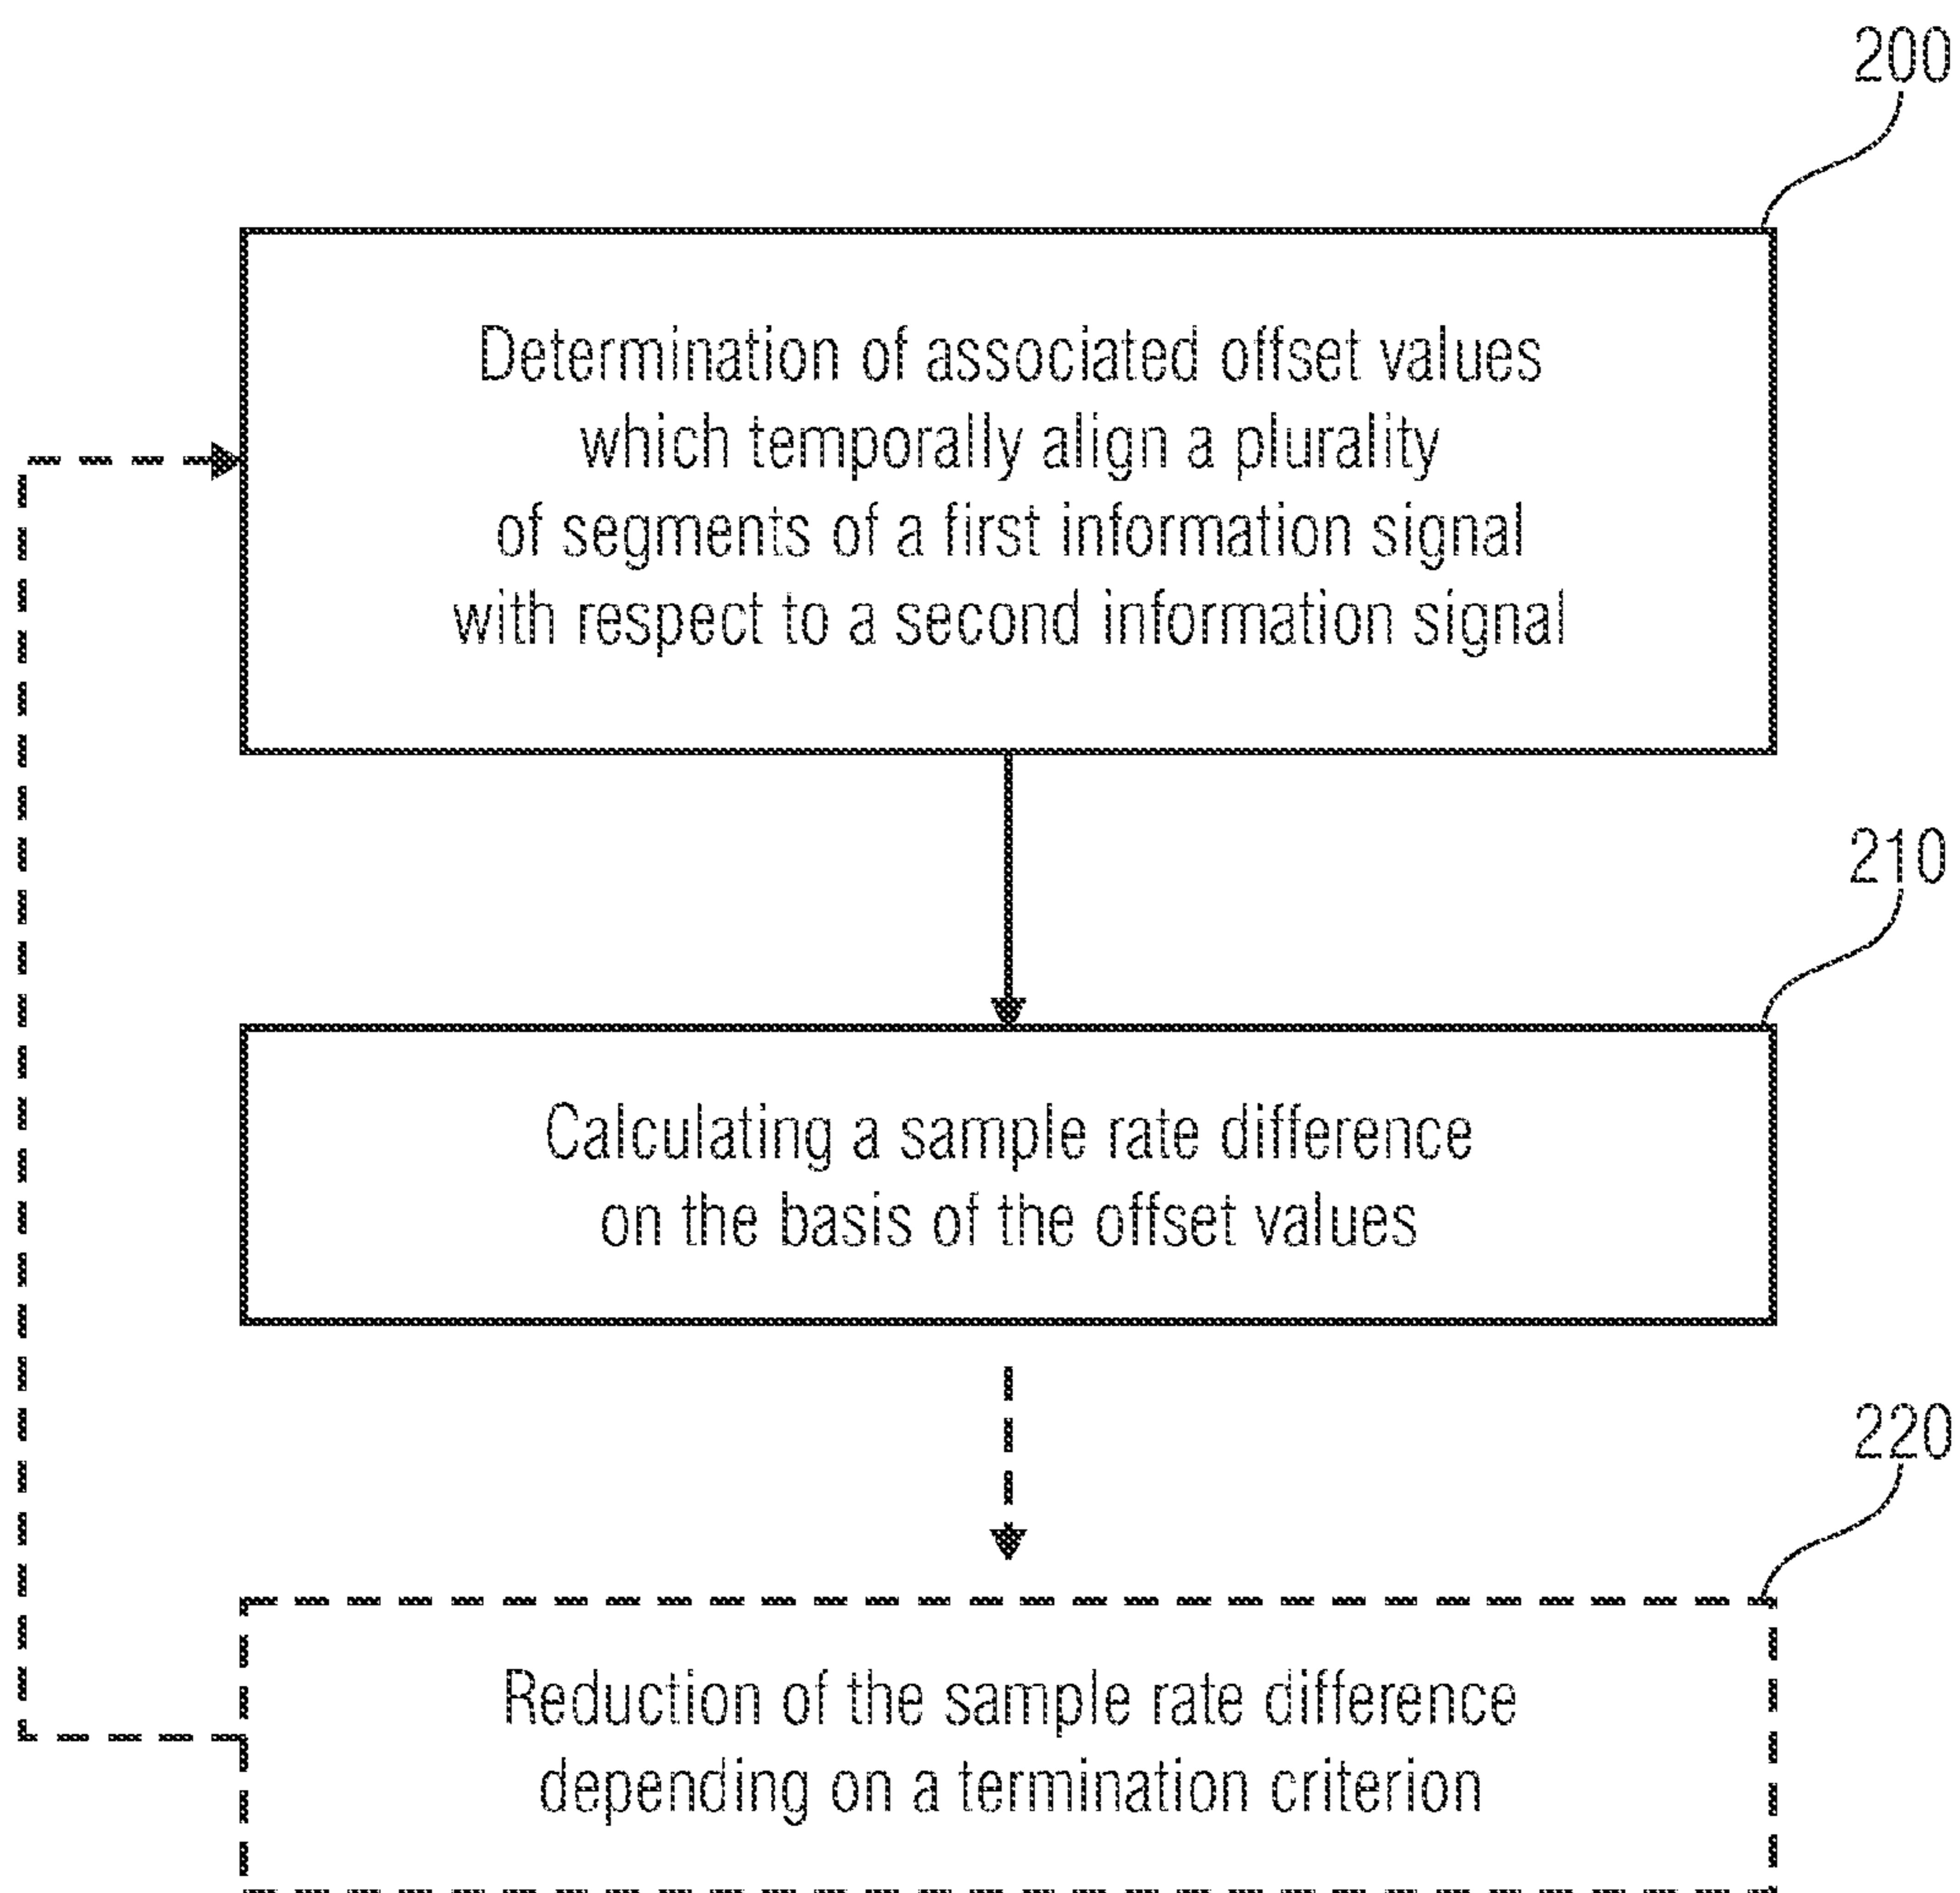 200
Determination of associated offset values
which temporally align a plurality
of segments of a first information signal
with respect to a second information signal
210
Calculating a sample rate difference
on the basis of the offset values
220
Reduction of the sample rate difference
depending on a termination criterion